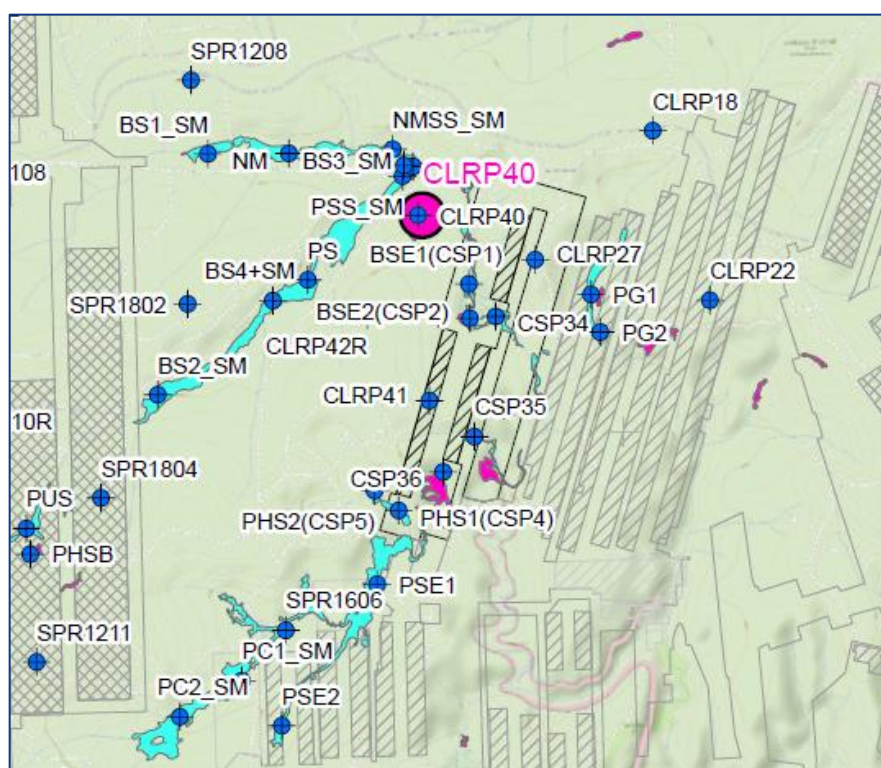 SPR1208
CLRP18
BS1_SM
NMSS_SM
NM
BS3_SM
108
CLRP40
PSS_SM
CLRP40
BSE1(CSP1)
CLRP27
PS
BS4+SM
CLRP22
SPR1802
PG1
BSE2(CSP2)
CSP34
PG2
CLRP42R
BS2_SM
CLRP41
10R
CSP35
SPR1804
CSP36
PUS
PHS2(CSP5)
PHS1(CSP4)
PHSB
PSE1
SPR1606
SPR1211
PC1_SM
PC2_SM
PSE2